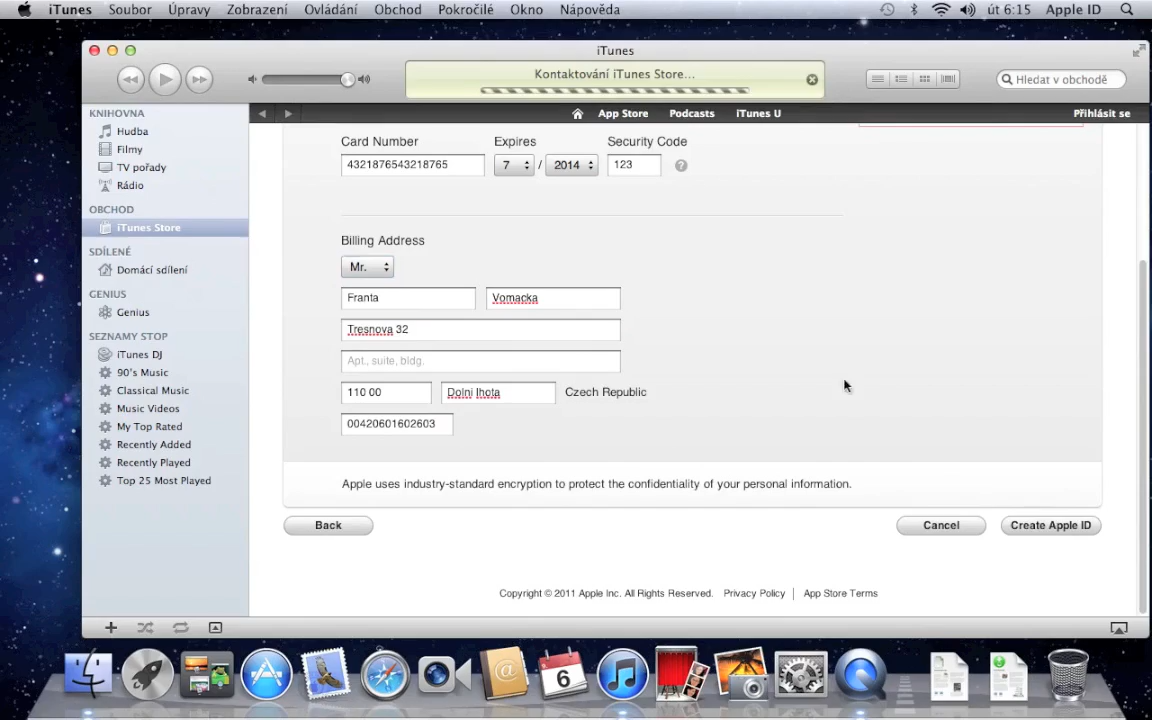 iTunes Soubor Úpravy Zobrazení Ovládání Obchod Pokročilé Okno Nápověda út 6:15 Apple ID
iTunes
Kontaktování iTunes Store...
Hledat v obchodě
App Store Podcasts iTunes U Přihlásit se
KNIHOVNA
Hudba
Filmy
TV pořady
Rádio
OBCHOD
iTunes Store
SDÍLENÉ
Domácí sdílení
GENIUS
Genius
SEZNAMY STOP
iTunes DJ
90's Music
Classical Music
Music Videos
My Top Rated
Recently Added
Recently Played
Top 25 Most Played
Card Number Expires Security Code
4321876543218765 7 / 2014 123 ?
Billing Address
Mr.
Franta Vomacka
Tresnova 32
Apt., suite, bldg.
110 00 Dolni lhota Czech Republic
00420601602603
Apple uses industry-standard encryption to protect the confidentiality of your personal information.
Back Cancel Create Apple ID
Copyright © 2011 Apple Inc. All Rights Reserved. Privacy Policy | App Store Terms
6